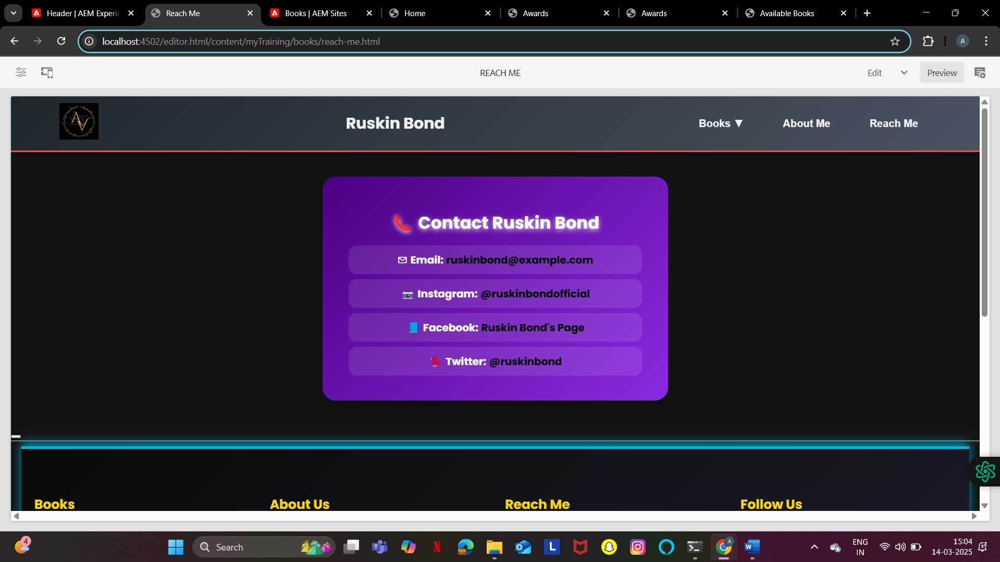 Header | AEM Experie
Reach Me
Books | AEM Sites
Home
Awards
Awards
Available Books
localhost:4502/editor.html/content/myTraining/books/reach-me.html
A
REACH ME
Edit
Preview
AV
Ruskin Bond
Books ▼
About Me
Reach Me
📞 Contact Ruskin Bond
✉ Email: ruskinbond@example.com
📷 Instagram: @ruskinbondofficial
📘 Facebook: Ruskin Bond's Page
🐦 Twitter: @ruskinbond
Books
About Us
Reach Me
Follow Us
4
Search
ENG
IN
15:04
14-03-2025